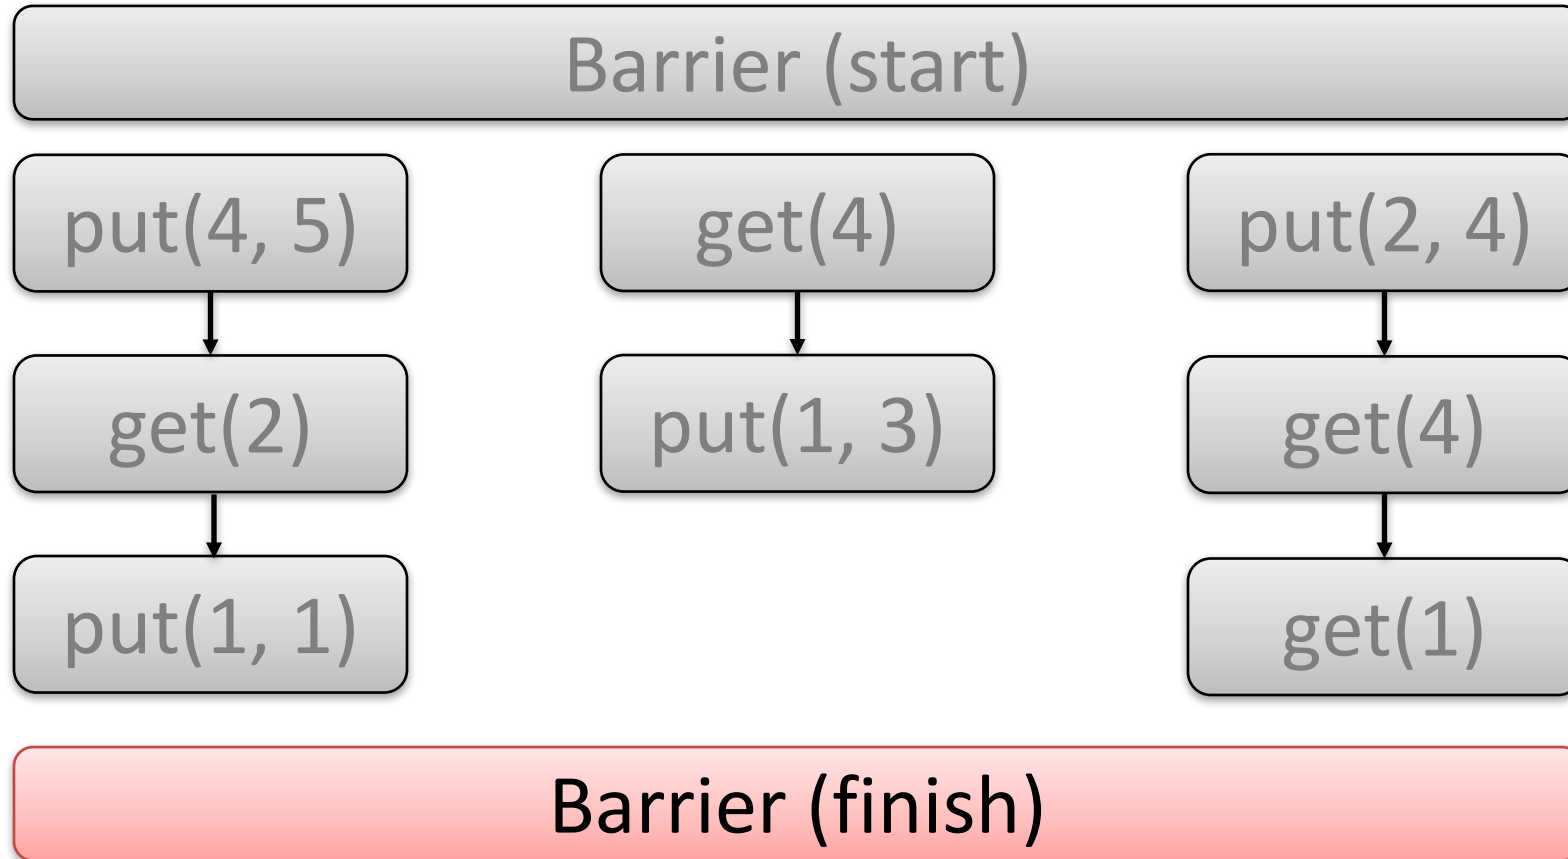 Barrier (start)
put(4, 5)
get(4)
put(2, 4)
get(2)
put(1, 3)
get(4)
put(1, 1)
get(1)
Barrier (finish)